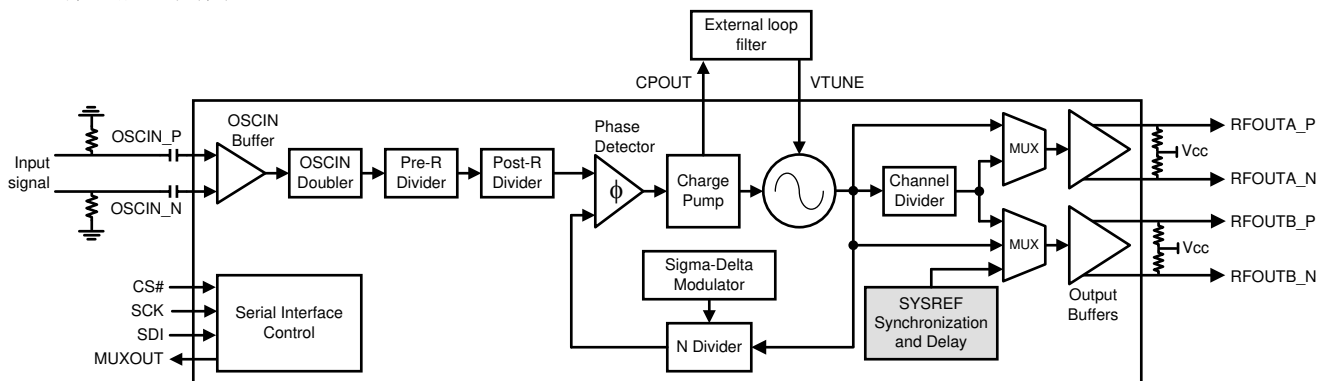 External loop
filter
CPOUT
VTUNE
OSCIN_P
OSCIN
Buffer
Input
signal
OSCIN_N
OSCIN
Doubler
Pre-R
Divider
Post-R
Divider
Phase
Detector
ϕ
Charge
Pump
Channel
Divider
MUX
MUX
RFOUTA_P
Vcc
RFOUTA_N
RFOUTB_P
Vcc
RFOUTB_N
Output
Buffers
Sigma-Delta
Modulator
N Divider
SYSREF
Synchronization
and Delay
CS#
SCK
SDI
MUXOUT
Serial Interface
Control